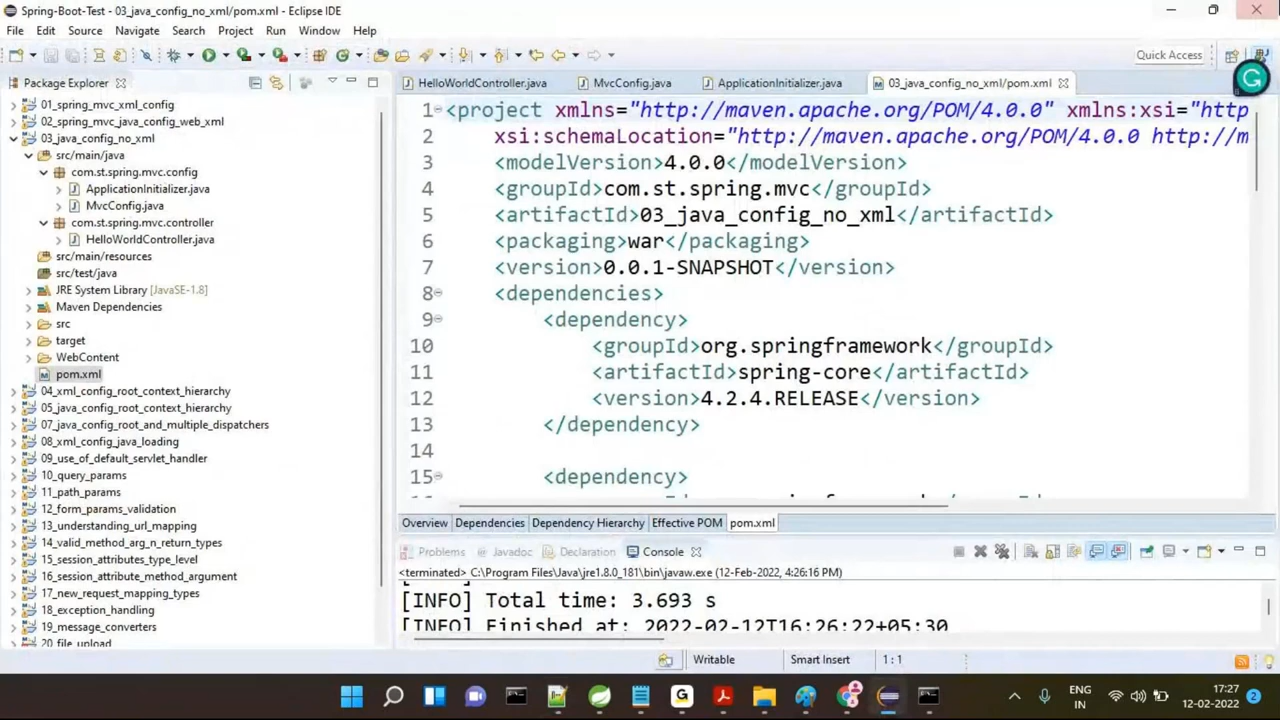 Spring-Boot-Test - 03_java_config_no_xml/pom.xml - Eclipse IDE
File Edit Source Navigate Search Project Run Window Help
Quick Access
Package Explorer
HelloWorldController.java MvcConfig.java ApplicationInitializer.java 03_java_config_no_xml/pom.xml
01_spring_mvc_xml_config
02_spring_mvc_java_config_web_xml
03_java_config_no_xml
src/main/java
com.st.spring.mvc.config
ApplicationInitializer.java
MvcConfig.java
com.st.spring.mvc.controller
HelloWorldController.java
src/main/resources
src/test/java
JRE System Library [JavaSE-1.8]
Maven Dependencies
src
target
WebContent
pom.xml
04_xml_config_root_context_hierarchy
05_java_config_root_context_hierarchy
07_java_config_root_and_multiple_dispatchers
08_xml_config_java_loading
09_use_of_default_servlet_handler
10_query_params
11_path_params
12_form_params_validation
13_understanding_url_mapping
14_valid_method_arg_n_return_types
15_session_attributes_type_level
16_session_attribute_method_argument
17_new_request_mapping_types
18_exception_handling
19_message_converters
20_file_upload
1 <project xmlns="http://maven.apache.org/POM/4.0.0" xmlns:xsi="http
2 xsi:schemaLocation="http://maven.apache.org/POM/4.0.0 http://m
3 <modelVersion>4.0.0</modelVersion>
4 <groupId>com.st.spring.mvc</groupId>
5 <artifactId>03_java_config_no_xml</artifactId>
6 <packaging>war</packaging>
7 <version>0.0.1-SNAPSHOT</version>
8 <dependencies>
9 <dependency>
10 <groupId>org.springframework</groupId>
11 <artifactId>spring-core</artifactId>
12 <version>4.2.4.RELEASE</version>
13 </dependency>
14
15 <dependency>
Overview Dependencies Dependency Hierarchy Effective POM pom.xml
Problems Javadoc Declaration Console
<terminated> C:\Program Files\Java\jre1.8.0_181\bin\javaw.exe (12-Feb-2022, 4:26:16 PM)
[INFO] Total time: 3.693 s
[INFO] Finished at: 2022-02-12T16:26:22+05:30
Writable Smart Insert 1 : 1
ENG
IN
17:27
12-02-2022
2